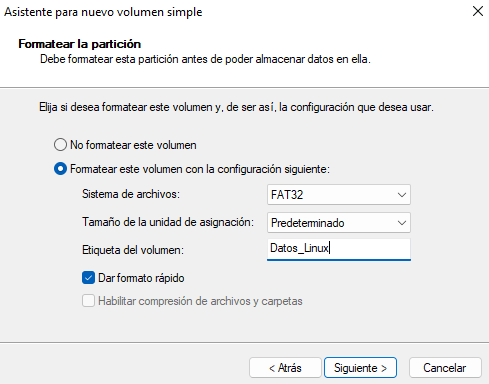 Asistente para nuevo volumen simple
Formatear la partición
Debe formatear esta partición antes de poder almacenar datos en ella.
Elija si desea formatear este volumen y, de ser así, la configuración que desea usar.
No formatear este volumen
Formatear este volumen con la configuración siguiente:
Sistema de archivos: FAT32
Tamaño de la unidad de asignación: Predeterminado
Etiqueta del volumen: Datos_Linux
Dar formato rápido
Habilitar compresión de archivos y carpetas
< Atrás Siguiente > Cancelar